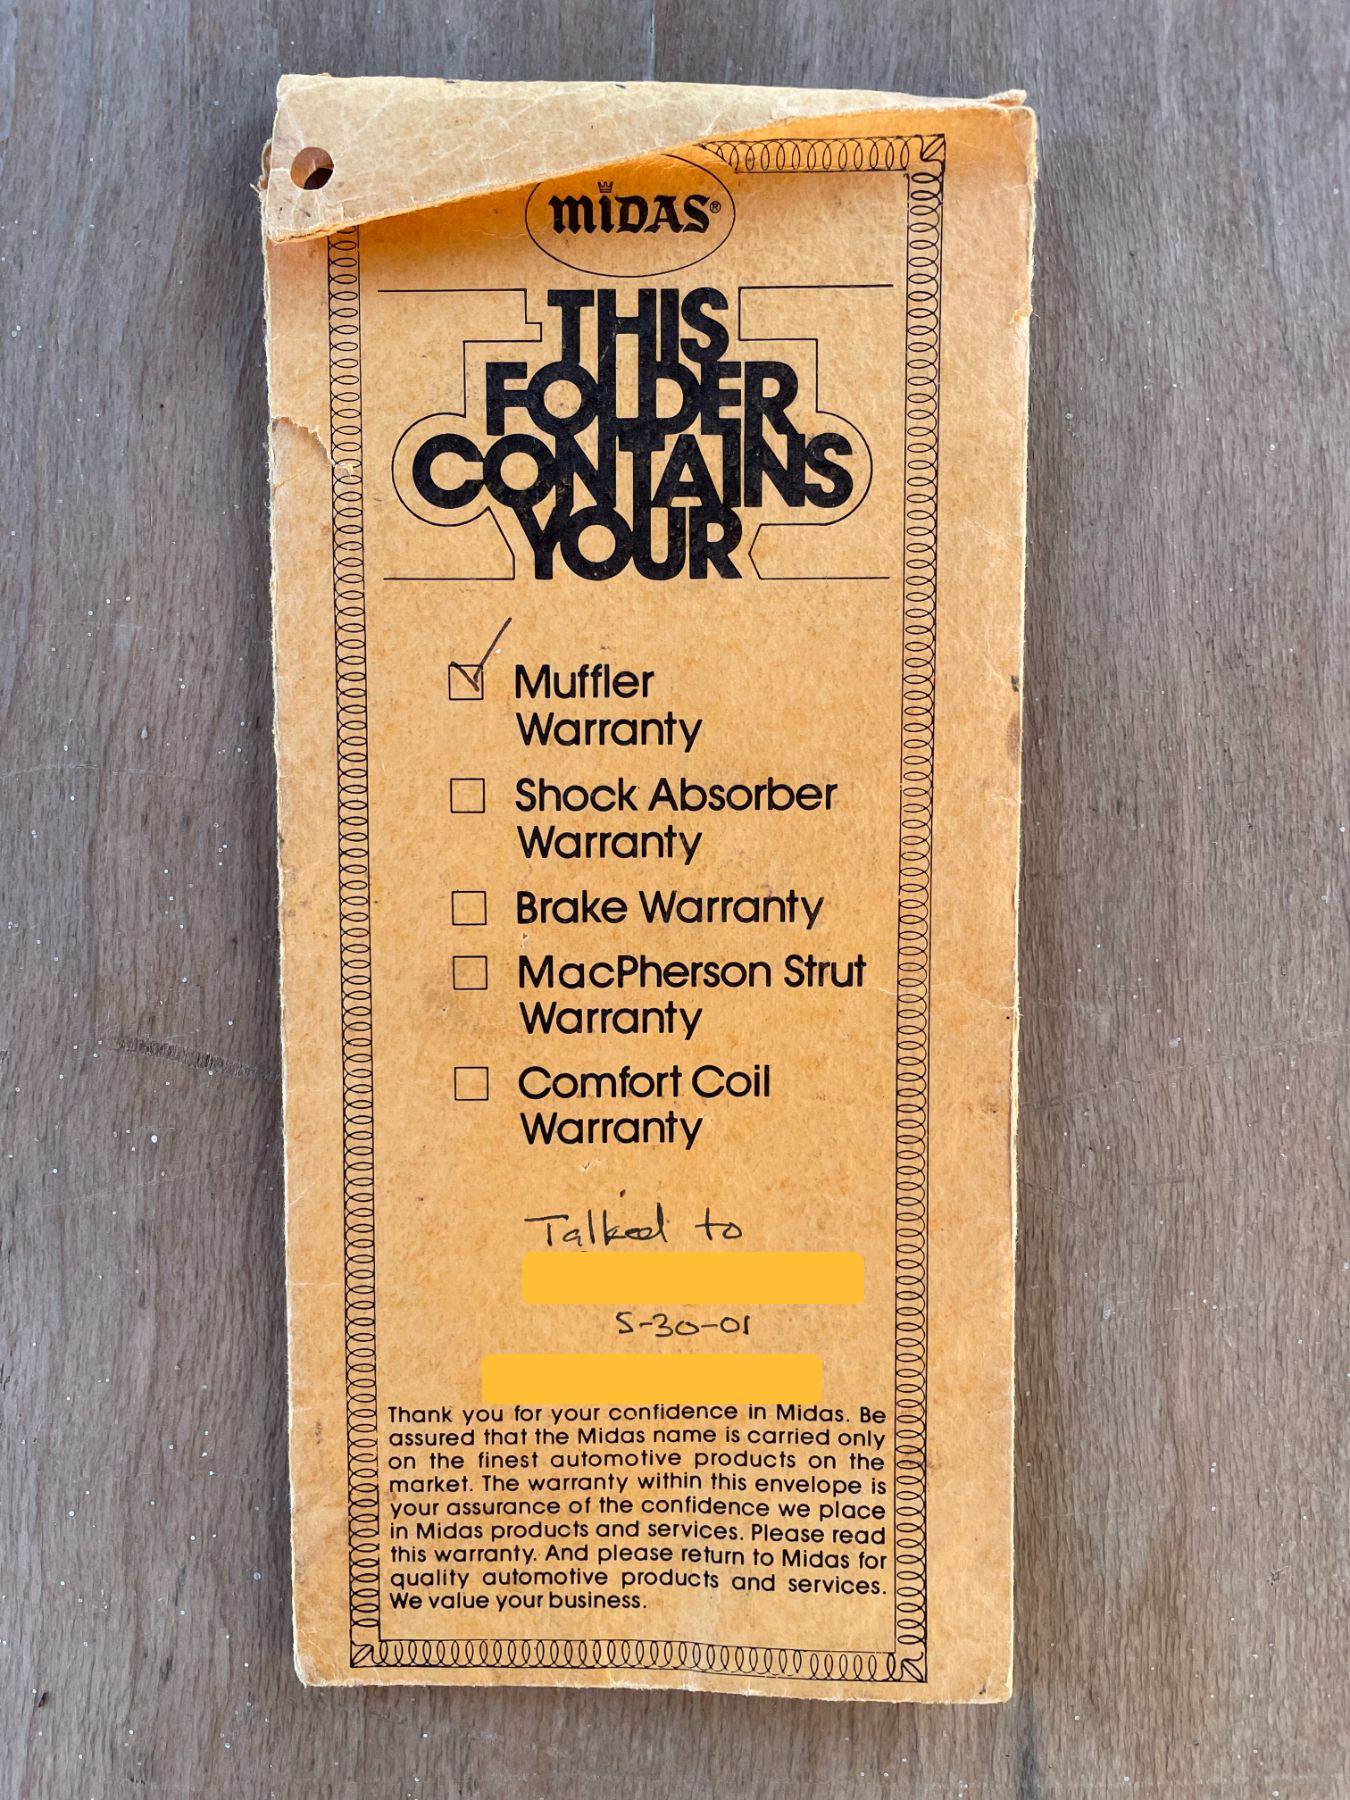 MIDAS®
THIS
FOLDER
CONTAINS
YOUR
Muffler
Warranty
Shock Absorber
Warranty
Brake Warranty
MacPherson Strut
Warranty
Comfort Coil
Warranty
Talked to
5-30-01
Thank you for your confidence in Midas. Be
assured that the Midas name is carried only
on the finest automotive products on the
market. The warranty within this envelope is
your assurance of the confidence we place
in Midas products and services. Please read
this warranty. And please return to Midas for
quality automotive products and services.
We value your business.